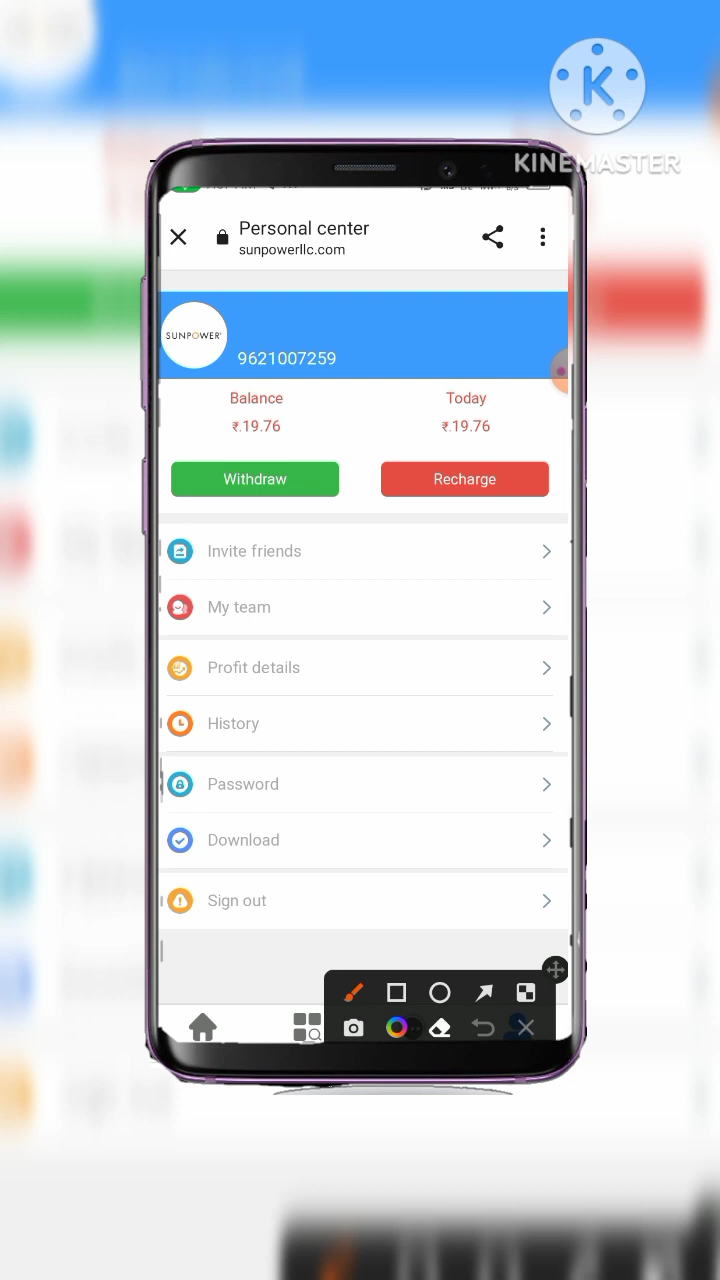 KINEMASTER
Personal center
sunpowerllc.com
SUNPOWER
9621007259
Balance
Today
₹.19.76
₹.19.76
Withdraw
Recharge
Invite friends
My team
Profit details
History
Password
Download
Sign out